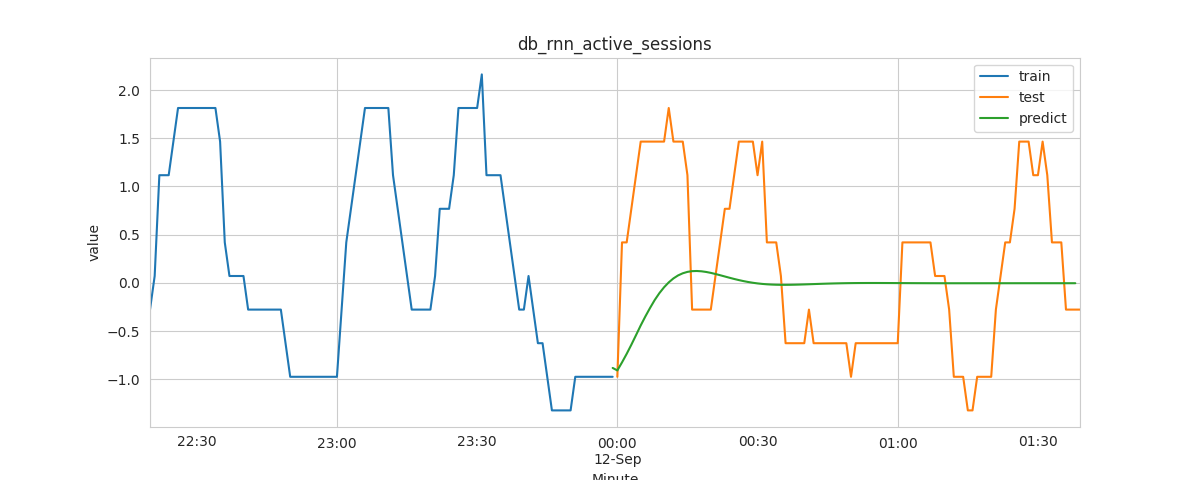 db_rnn_active_sessions
train
test
predict
value
2.0
1.5
1.0
0.5
0.0
−0.5
−1.0
22:30
23:00
23:30
00:00
00:30
01:00
01:30
12-Sep
Minute